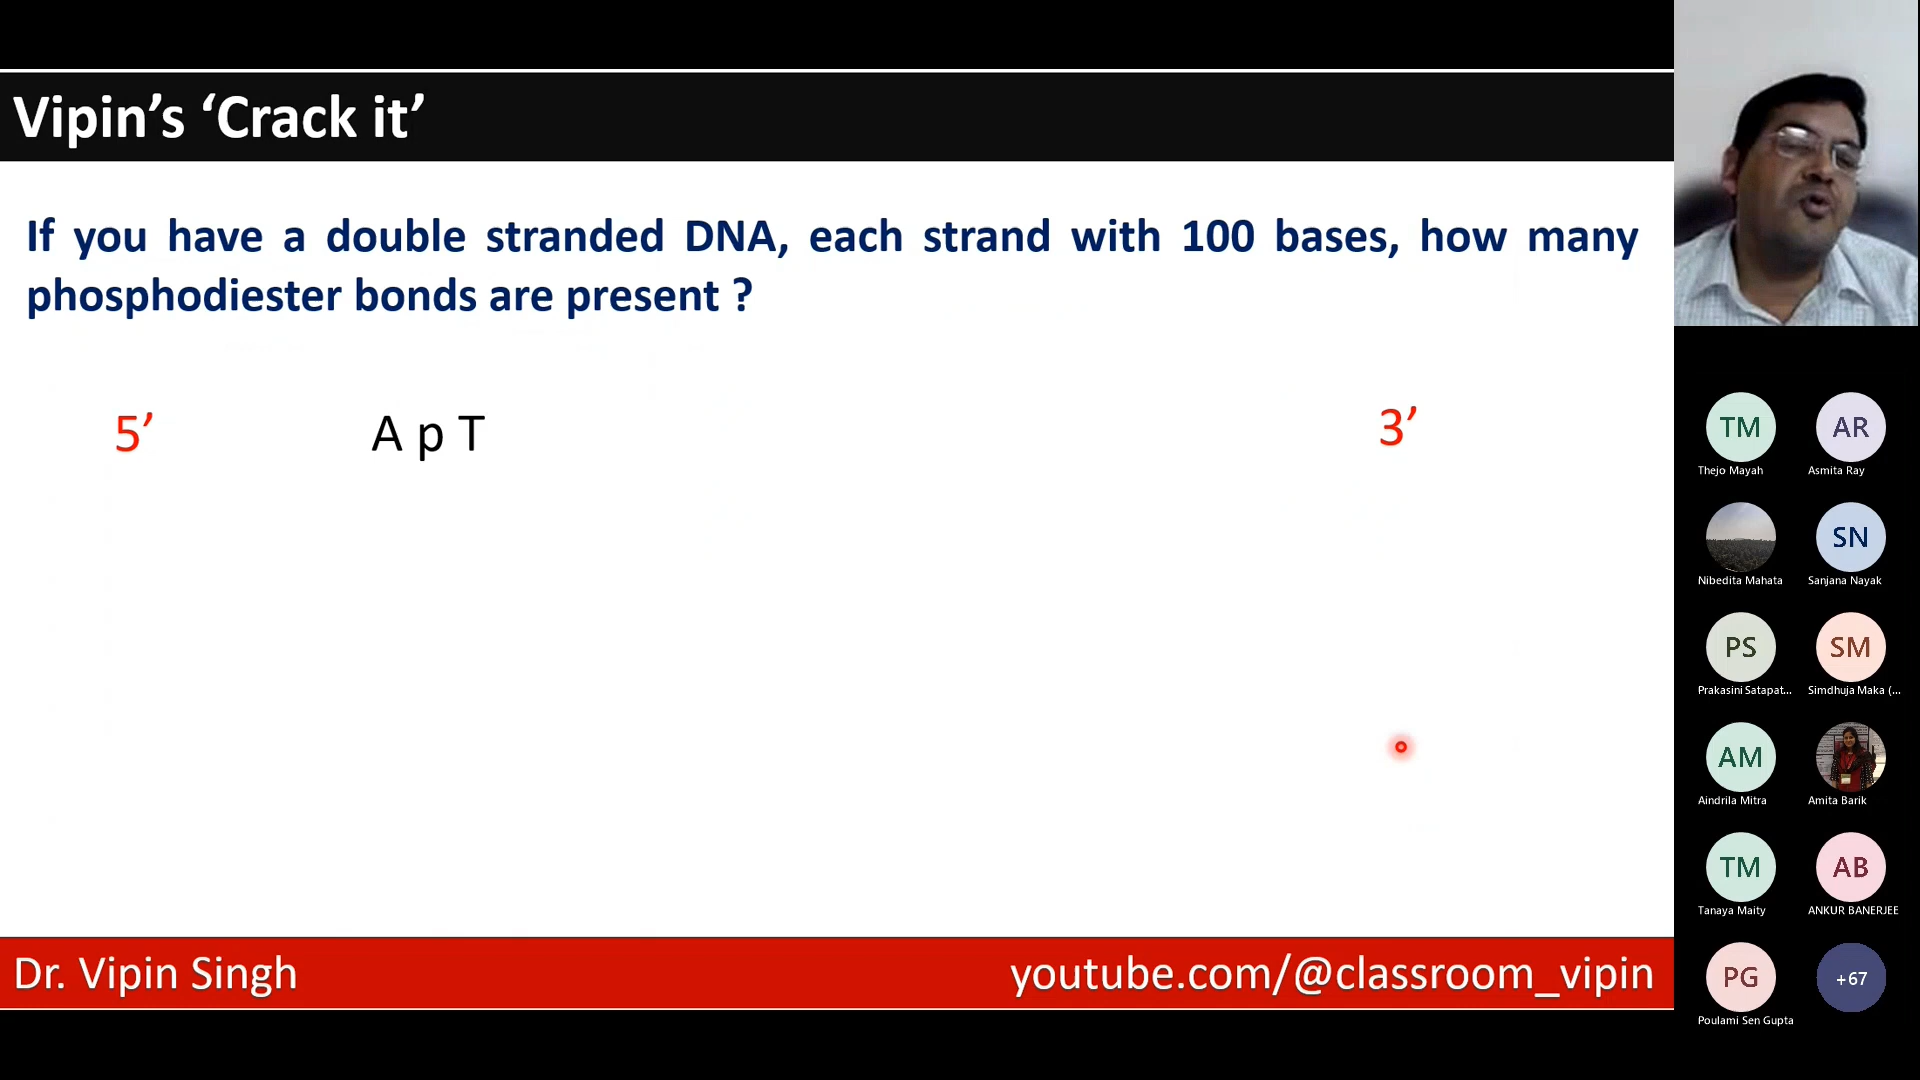 Vipin’s ‘Crack it’
If you have a double stranded DNA, each strand with 100 bases, how many
phosphodiester bonds are present ?
5’ A p T 3’
Dr. Vipin Singh youtube.com/@classroom_vipin
TM AR
Thejo Mayah Asmita Ray
SN
Nibedita Mahata Sanjana Nayak
PS SM
Prakasini Satapat... Simdhuja Maka (...
AM
Aindrila Mitra Amita Barik
TM AB
Tanaya Maity ANKUR BANERJEE
PG +67
Poulami Sen Gupta